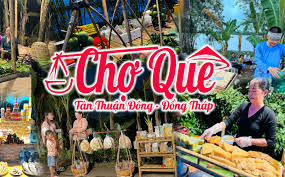 Chợ Quê
Tân Thuận Đông - Đồng Tháp